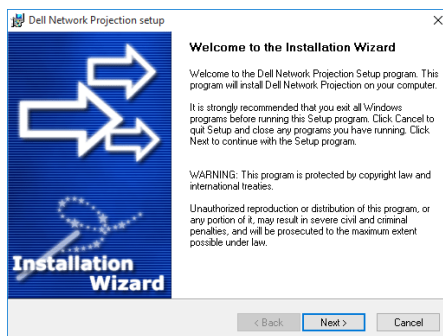 Dell Network Projection setup
Welcome to the Installation Wizard
Welcome to the Dell Network Projection Setup program. This
program will install Dell Network Projection on your computer.
It is strongly recommended that you exit all Windows
programs before running this Setup program. Click Cancel to
quit Setup and close any programs you have running. Click
Next to continue with the Setup program.
WARNING: This program is protected by copyright law and
international treaties.
Unauthorized reproduction or distribution of this program, or
any portion of it, may result in severe civil and criminal
penalties, and will be prosecuted to the maximum extent
possible under law.
Installation
Wizard
< Back
Next >
Cancel